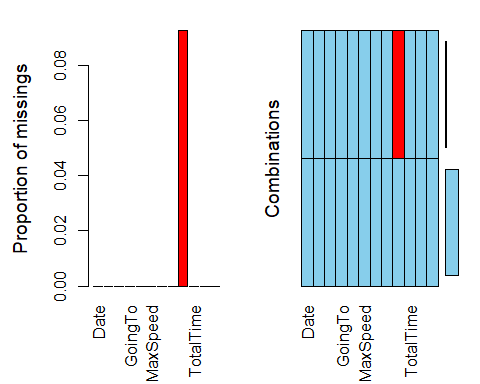 Proportion of missings
0.00
0.02
0.04
0.06
0.08
Date
GoingTo
MaxSpeed
TotalTime
Combinations
Date
GoingTo
MaxSpeed
TotalTime